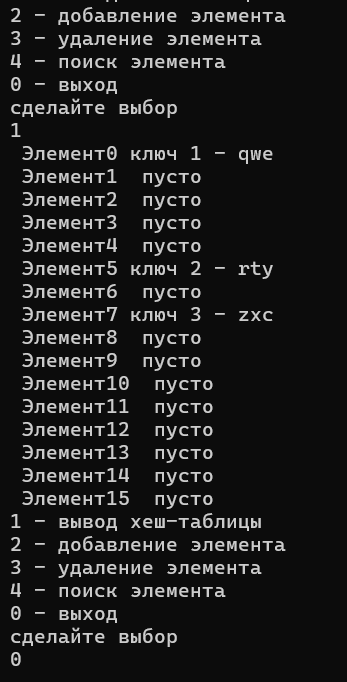 2 - добавление элемента
3 - удаление элемента
4 - поиск элемента
0 - выход
сделайте выбор
1
Элемент0 ключ 1 - qwe
Элемент1  пусто
Элемент2  пусто
Элемент3  пусто
Элемент4  пусто
Элемент5 ключ 2 - rty
Элемент6  пусто
Элемент7 ключ 3 - zxc
Элемент8  пусто
Элемент9  пусто
Элемент10  пусто
Элемент11  пусто
Элемент12  пусто
Элемент13  пусто
Элемент14  пусто
Элемент15  пусто
1 - вывод хеш-таблицы
2 - добавление элемента
3 - удаление элемента
4 - поиск элемента
0 - выход
сделайте выбор
0